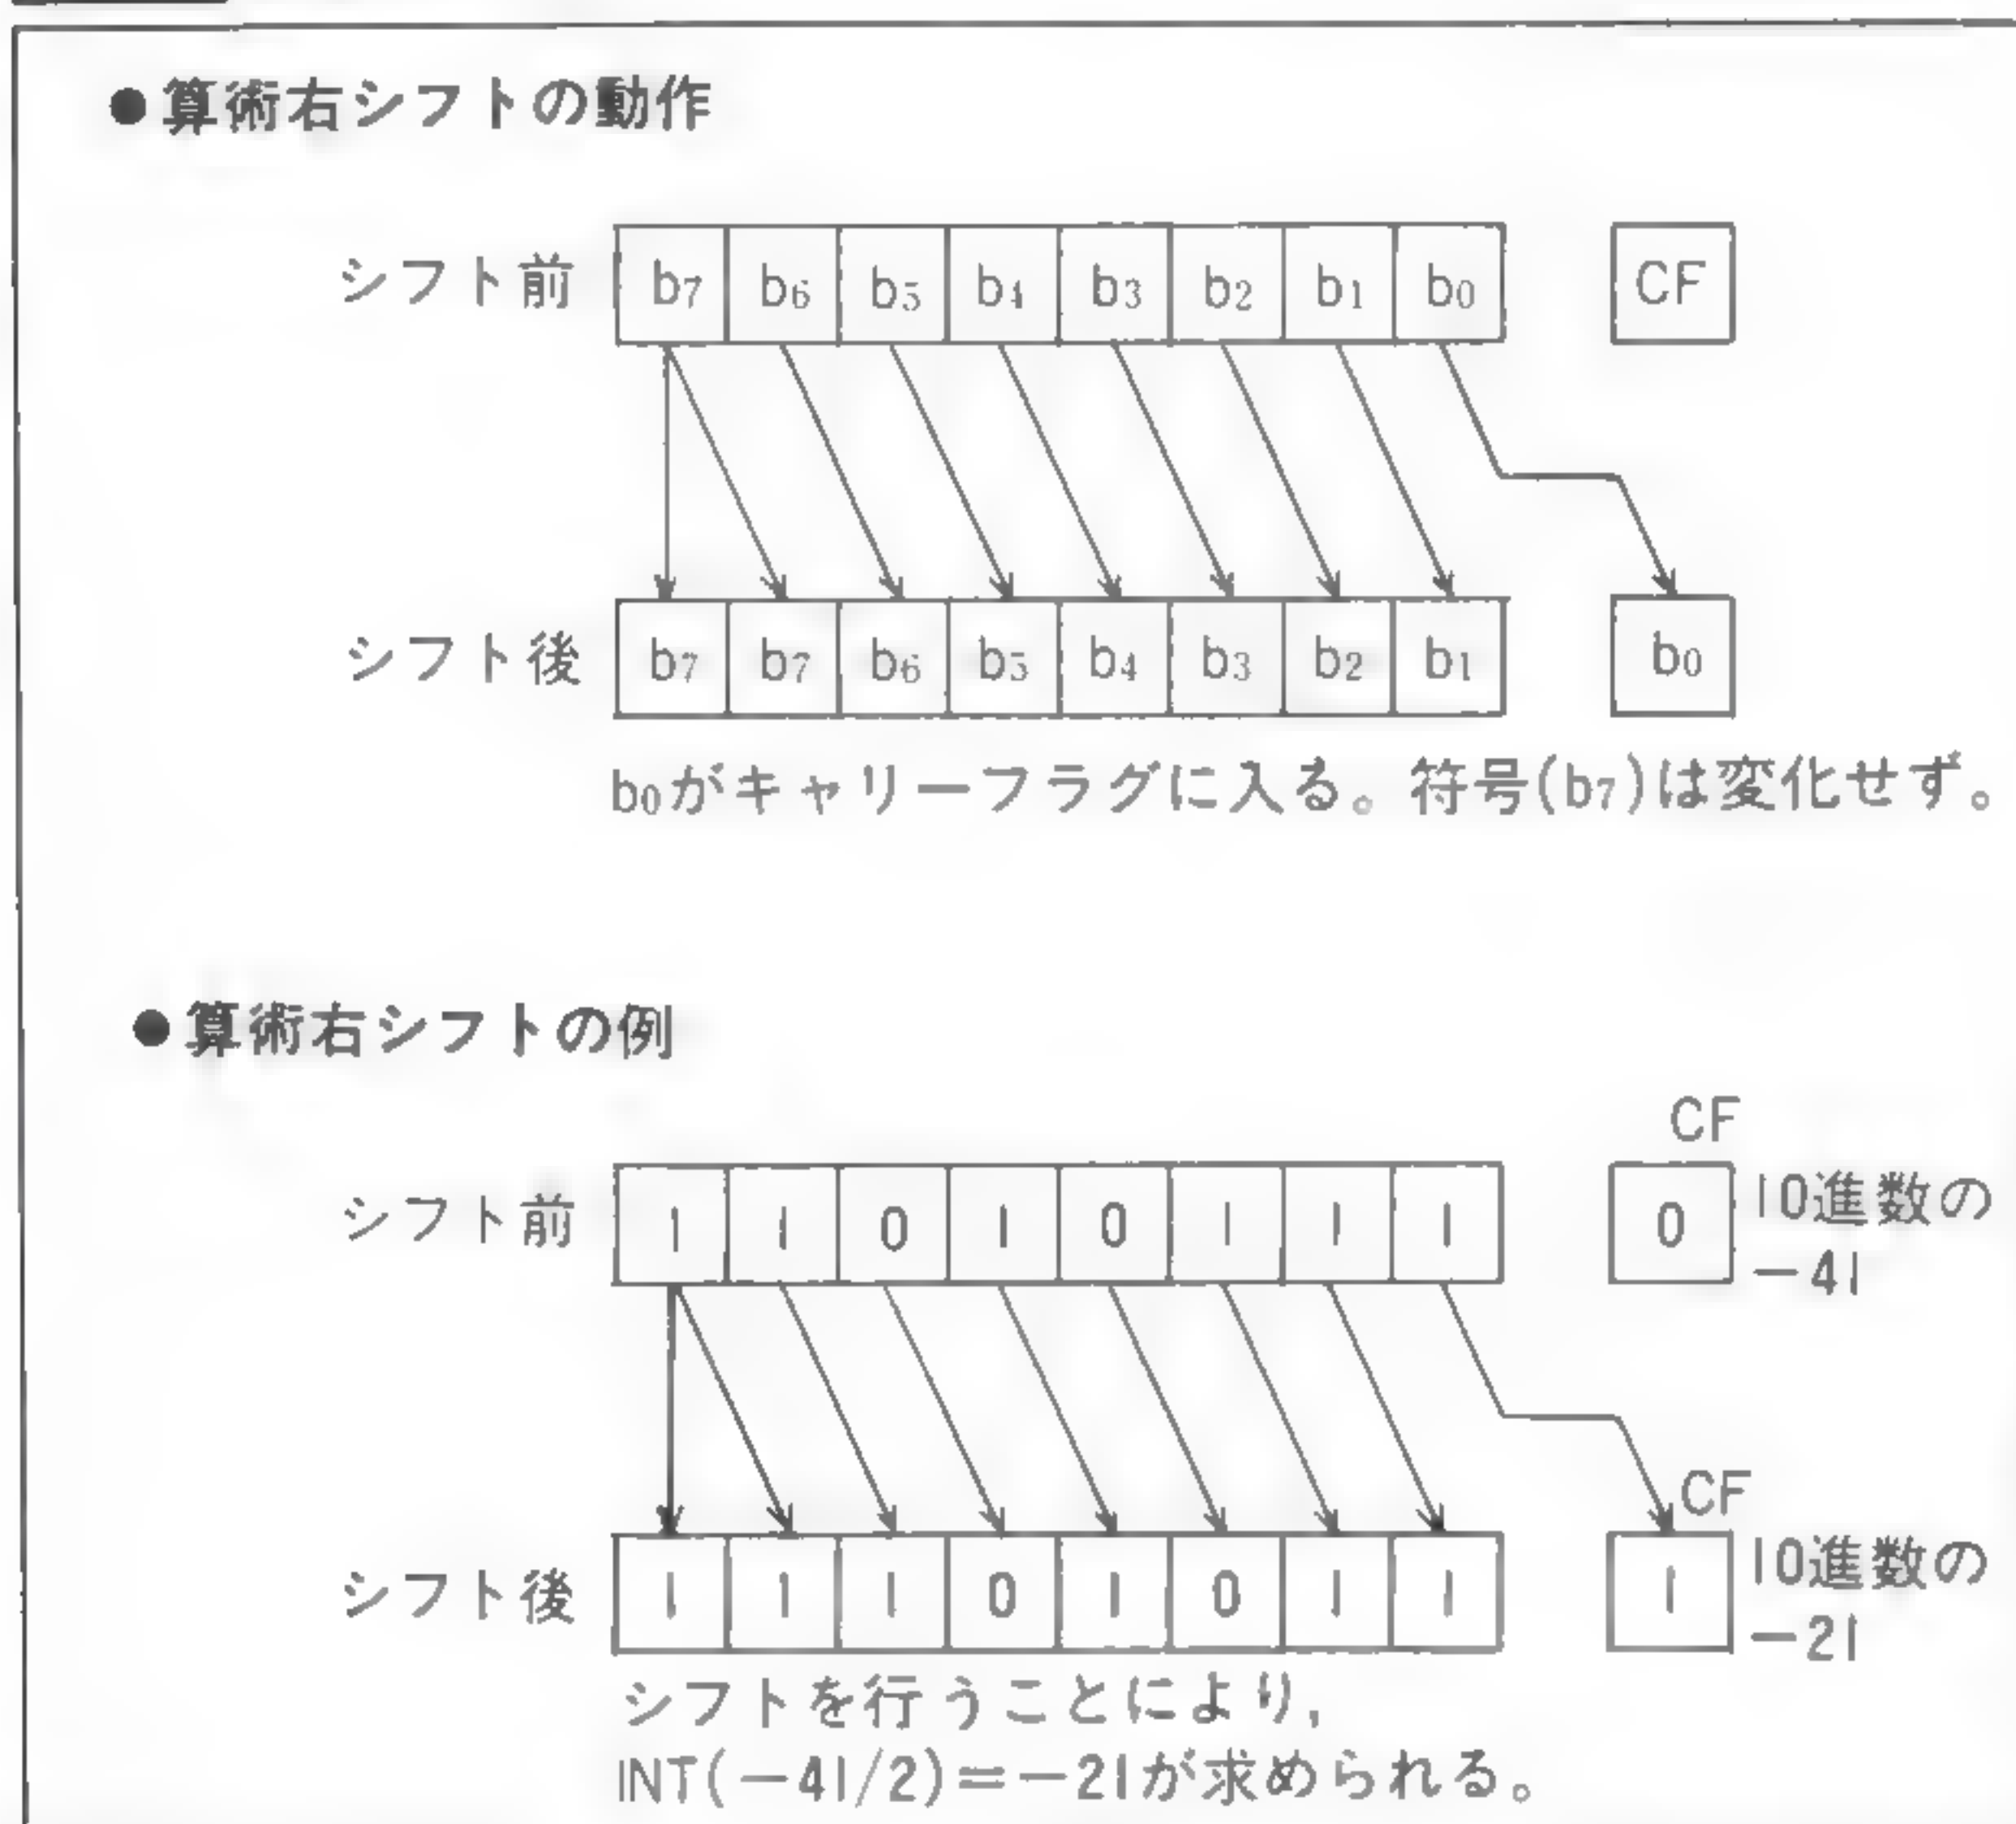 ●算術右シフトの動作
シフト前 b7 b6 b5 b4 b3 b2 b1 b0 CF
シフト後 b7 b7 b6 b5 b4 b3 b2 b1 b0
b0がキャリーフラグに入る。符号(b7)は変化せず。
●算術右シフトの例
CF
シフト前 1 1 0 1 0 1 1 1 0 10進数の
−41
CF
シフト後 1 1 1 0 1 0 1 1 1 10進数の
−21
シフトを行うことにより,
INT(−41/2)=−21が求められる。